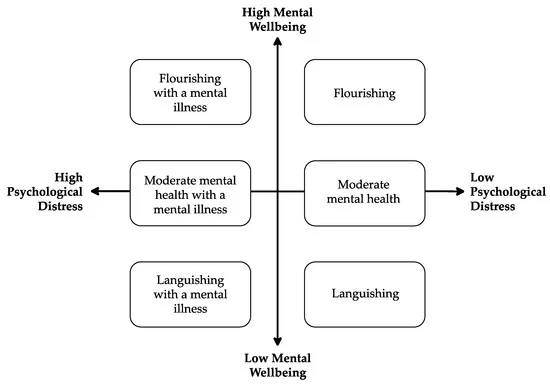 High Mental
Wellbeing
Flourishing
with a mental
illness
Flourishing
High
Psychological
Distress
Moderate mental
health with a
mental illness
Moderate
mental health
Low
Psychological
Distress
Languishing
with a mental
illness
Languishing
Low Mental
Wellbeing